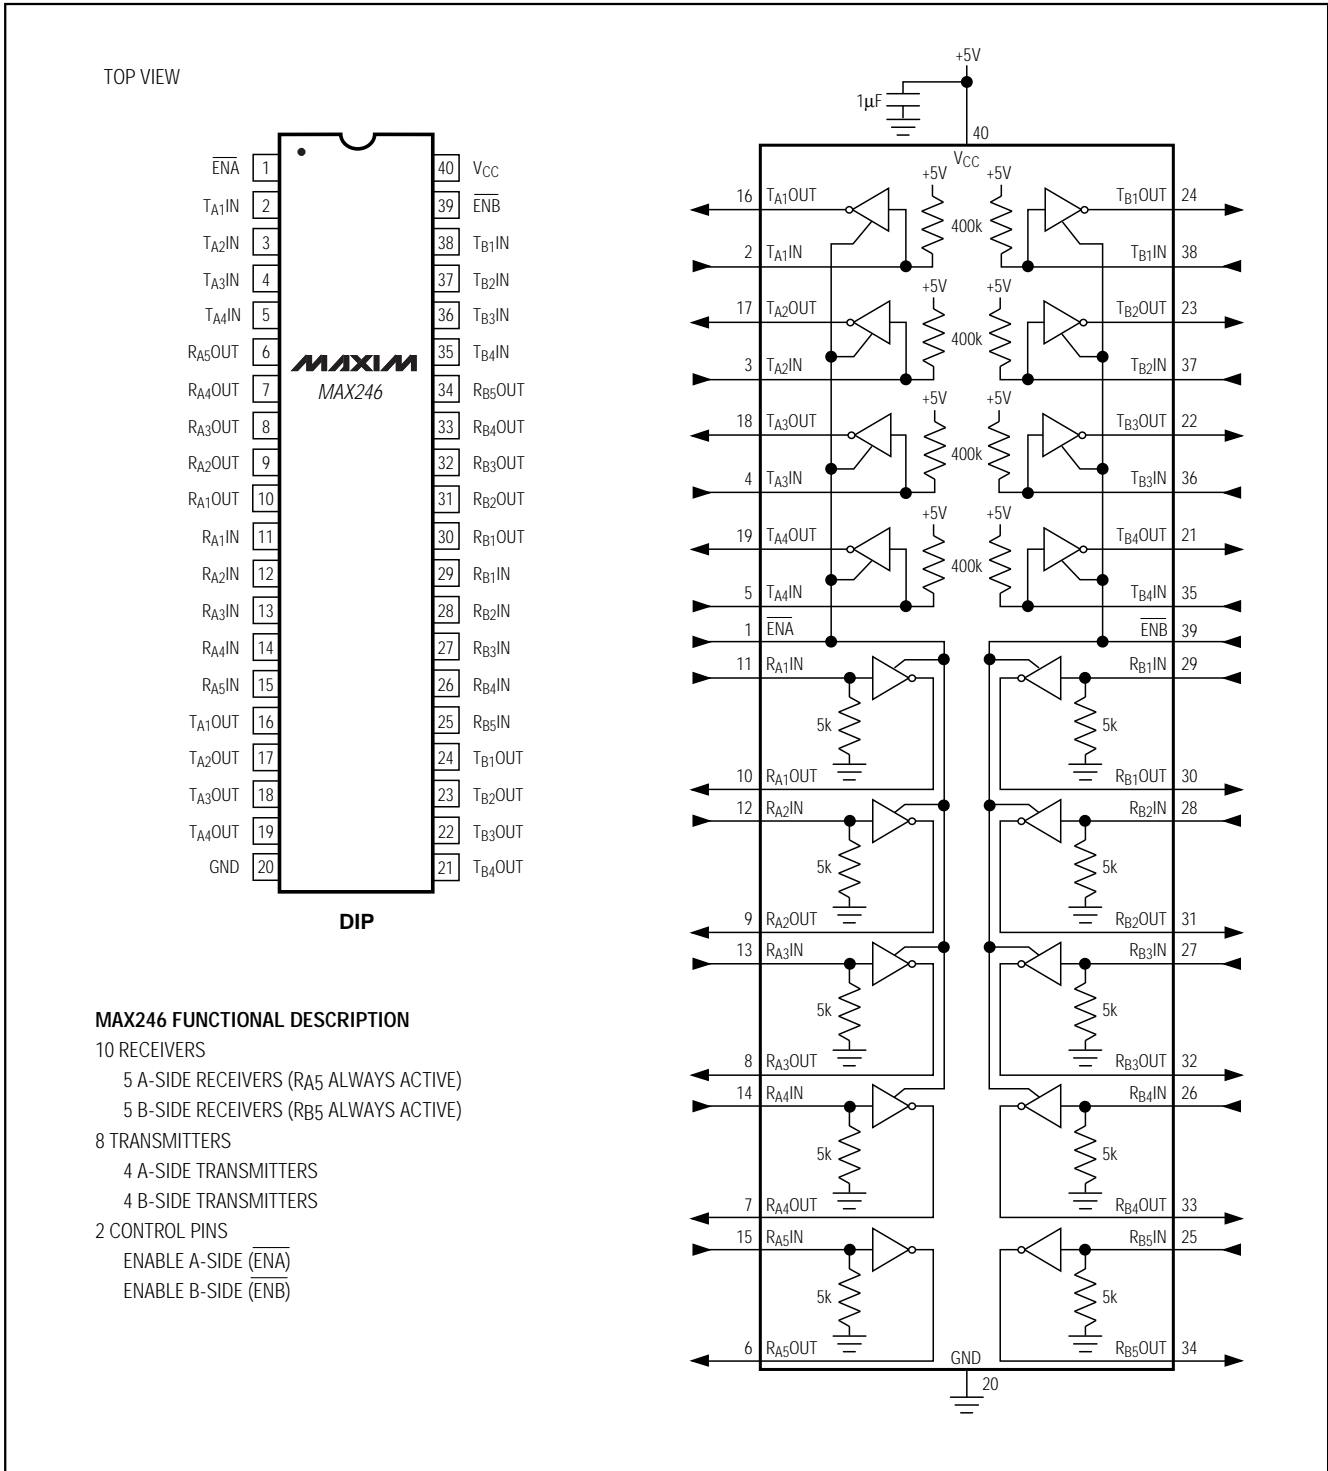 TOP VIEW
ENA 1
TA1IN 2
TA2IN 3
TA3IN 4
TA4IN 5
RA5OUT 6
RA4OUT 7
RA3OUT 8
RA2OUT 9
RA1OUT 10
RA1IN 11
RA2IN 12
RA3IN 13
RA4IN 14
RA5IN 15
TA1OUT 16
TA2OUT 17
TA3OUT 18
TA4OUT 19
GND 20
MAXIM
MAX246
40 VCC
39 ENB
38 TB1IN
37 TB2IN
36 TB3IN
35 TB4IN
34 RB5OUT
33 RB4OUT
32 RB3OUT
31 RB2OUT
30 RB1OUT
29 RB1IN
28 RB2IN
27 RB3IN
26 RB4IN
25 RB5IN
24 TB1OUT
23 TB2OUT
22 TB3OUT
21 TB4OUT
DIP
MAX246 FUNCTIONAL DESCRIPTION
10 RECEIVERS
5 A-SIDE RECEIVERS (RA5 ALWAYS ACTIVE)
5 B-SIDE RECEIVERS (RB5 ALWAYS ACTIVE)
8 TRANSMITTERS
4 A-SIDE TRANSMITTERS
4 B-SIDE TRANSMITTERS
2 CONTROL PINS
ENABLE A-SIDE (ENA)
ENABLE B-SIDE (ENB)
+5V
1µF
40
VCC
+5V +5V
16 TA1OUT TB1OUT 24
400k
2 TA1IN TB1IN 38
+5V +5V
17 TA2OUT TB2OUT 23
400k
3 TA2IN TB2IN 37
+5V +5V
18 TA3OUT TB3OUT 22
400k
4 TA3IN TB3IN 36
+5V +5V
19 TA4OUT TB4OUT 21
400k
5 TA4IN TB4IN 35
1 ENA ENB 39
11 RA1IN RB1IN 29
5k 5k
10 RA1OUT RB1OUT 30
12 RA2IN RB2IN 28
5k 5k
9 RA2OUT RB2OUT 31
13 RA3IN RB3IN 27
5k 5k
8 RA3OUT RB3OUT 32
14 RA4IN RB4IN 26
5k 5k
7 RA4OUT RB4OUT 33
15 RA5IN RB5IN 25
5k 5k
6 RA5OUT RB5OUT 34
GND
20